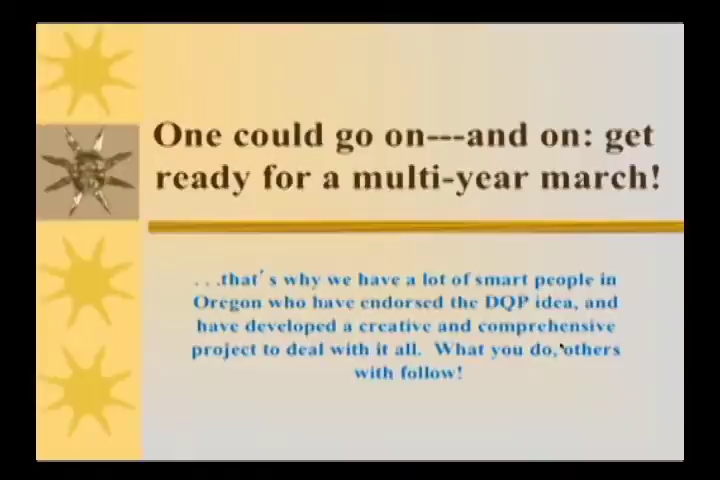 One could go on---and on: get
ready for a multi-year march!
. . .that's why we have a lot of smart people in
Oregon who have endorsed the DQP idea, and
have developed a creative and comprehensive
project to deal with it all. What you do, others
with follow!